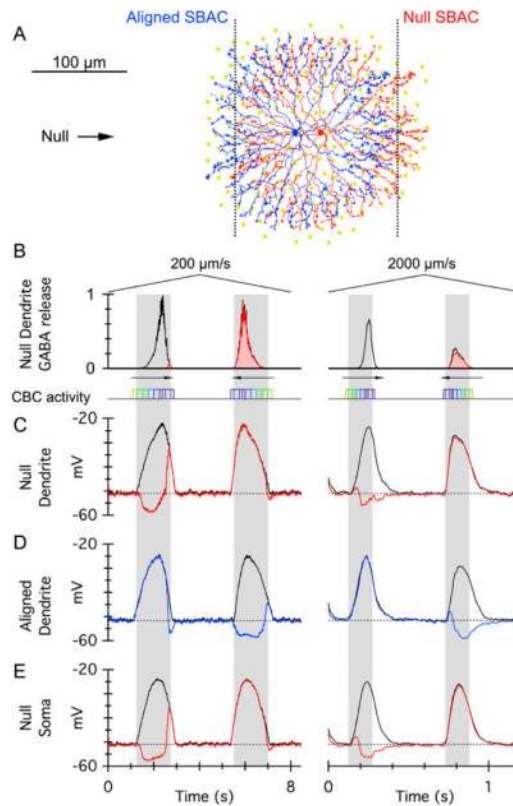 Aligned SBAC Null SBAC
A
100 µm
Null
B
200 µm/s 2000 µm/s
Null Dendrite
GABA release
1
0
CBC activity
C
Null
Dendrite
mV
-20
-60
D
Aligned
Dendrite
mV
-20
-60
E
Null
Soma
mV
-20
-60
0 4 8 0 1
Time (s) Time (s)